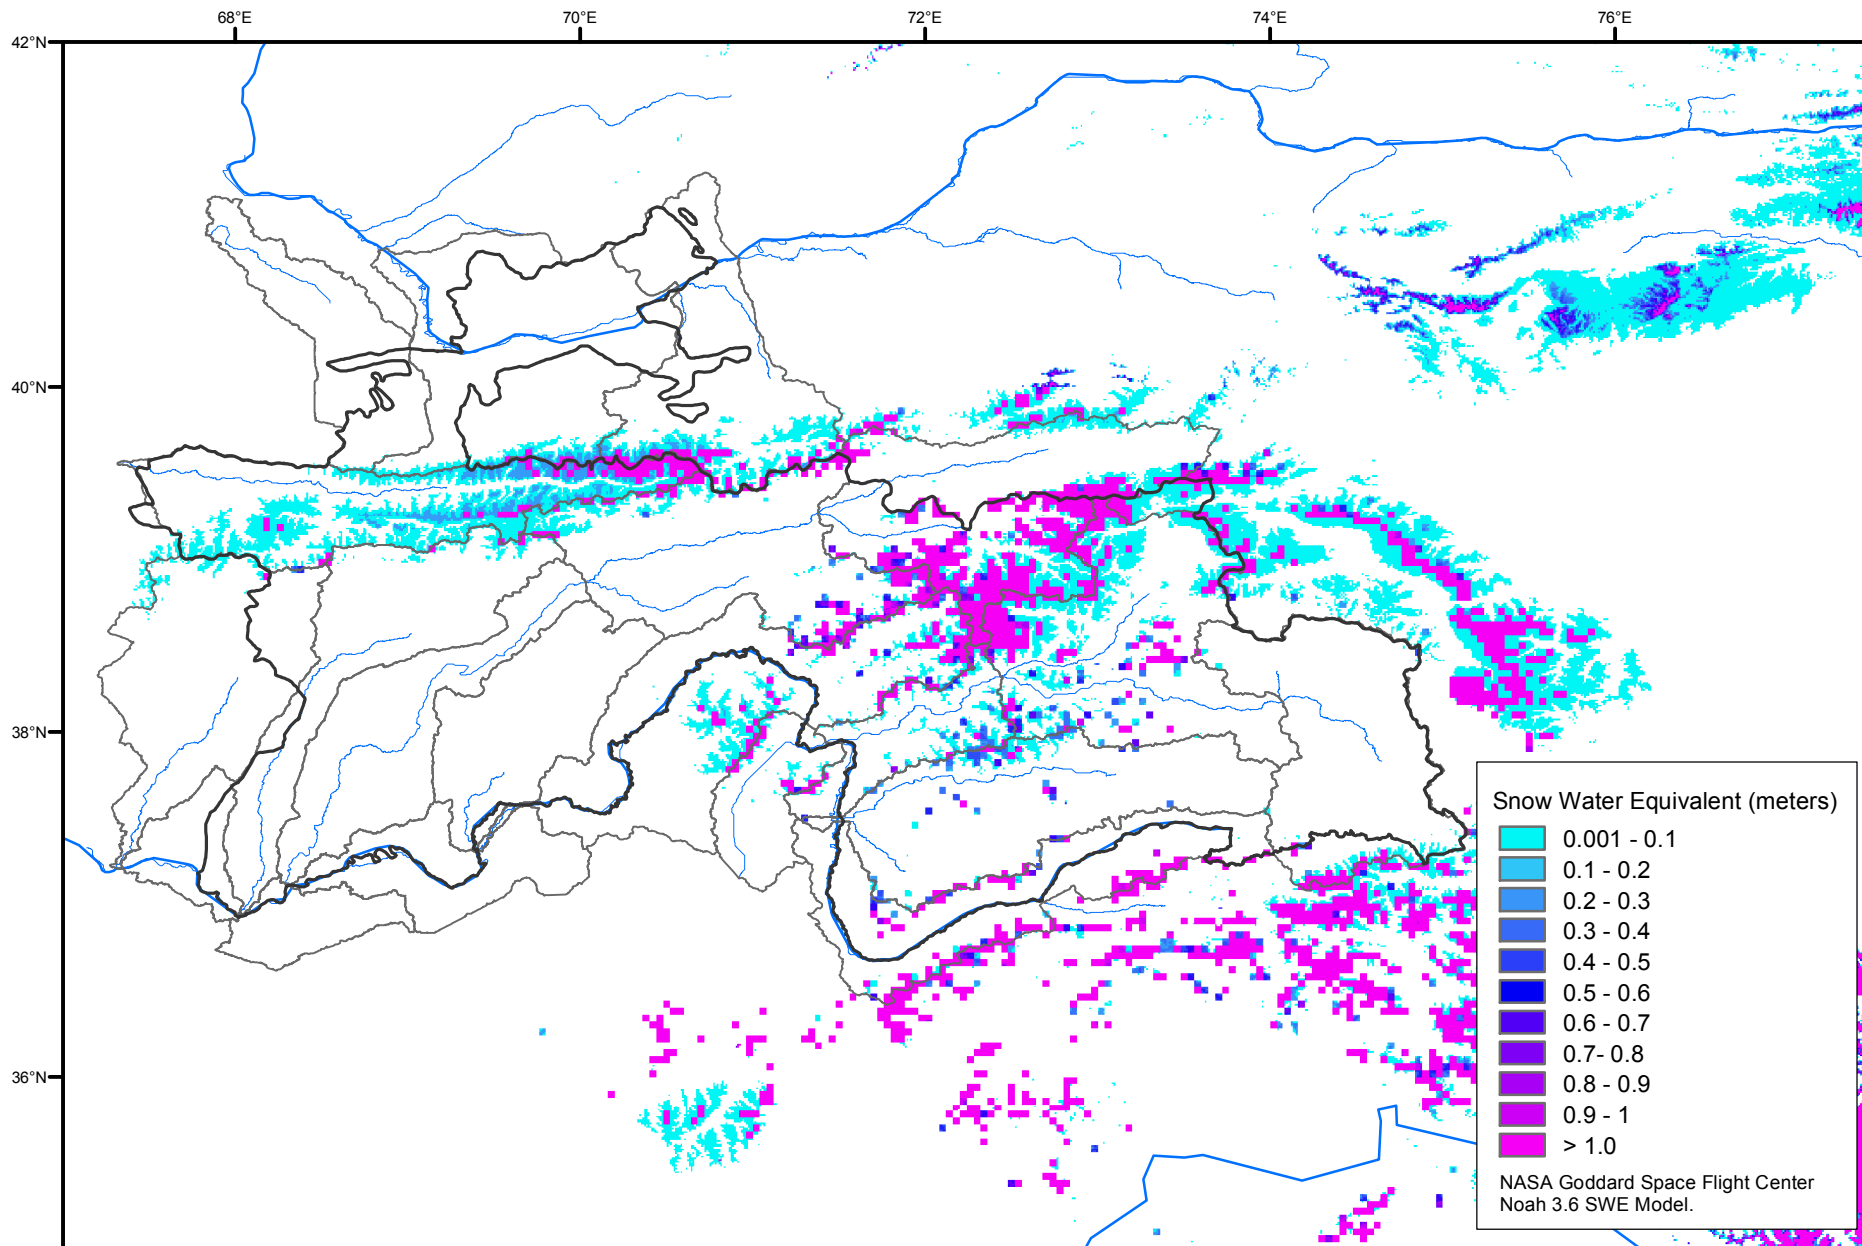 68°E 70°E 72°E 74°E 76°E
42°N
40°N
38°N
36°N
Snow Water Equivalent (meters)
0.001 - 0.1
0.1 - 0.2
0.2 - 0.3
0.3 - 0.4
0.4 - 0.5
0.5 - 0.6
0.6 - 0.7
0.7- 0.8
0.8 - 0.9
0.9 - 1
> 1.0
NASA Goddard Space Flight Center
Noah 3.6 SWE Model.